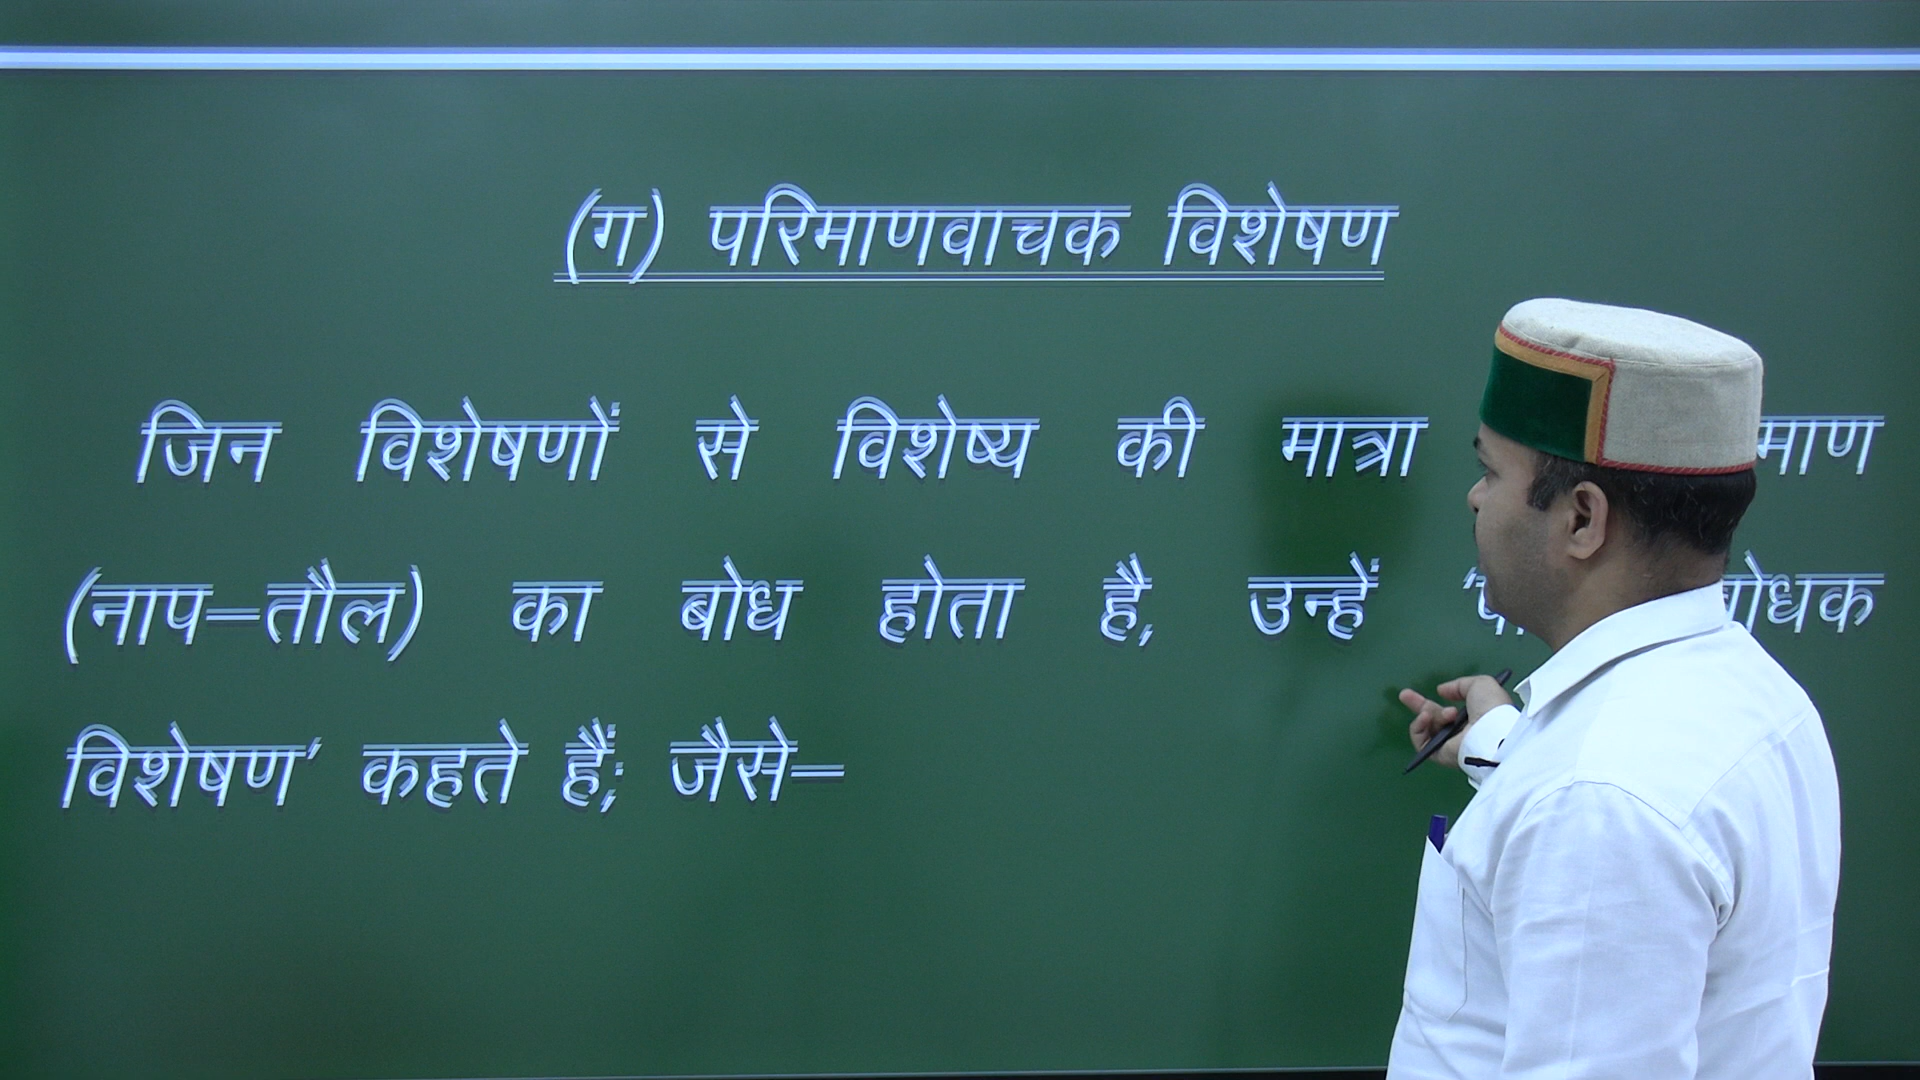 (ग) परिमाणवाचक विशेषण
जिन विशेषणों से विशेष्य की मात्रा माण
(नाप–तौल) का बोध होता है, उन्हें बोधक
विशेषण’ कहते हैं; जैसे–